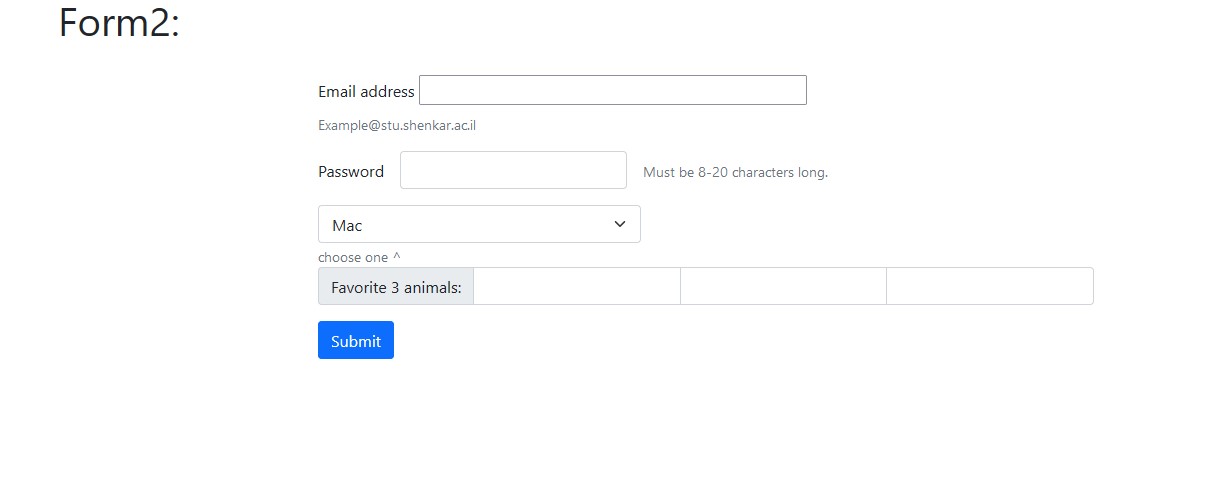 Form2:
Email address
Example@stu.shenkar.ac.il
Password Must be 8-20 characters long.
Mac
choose one ^
Favorite 3 animals:
Submit